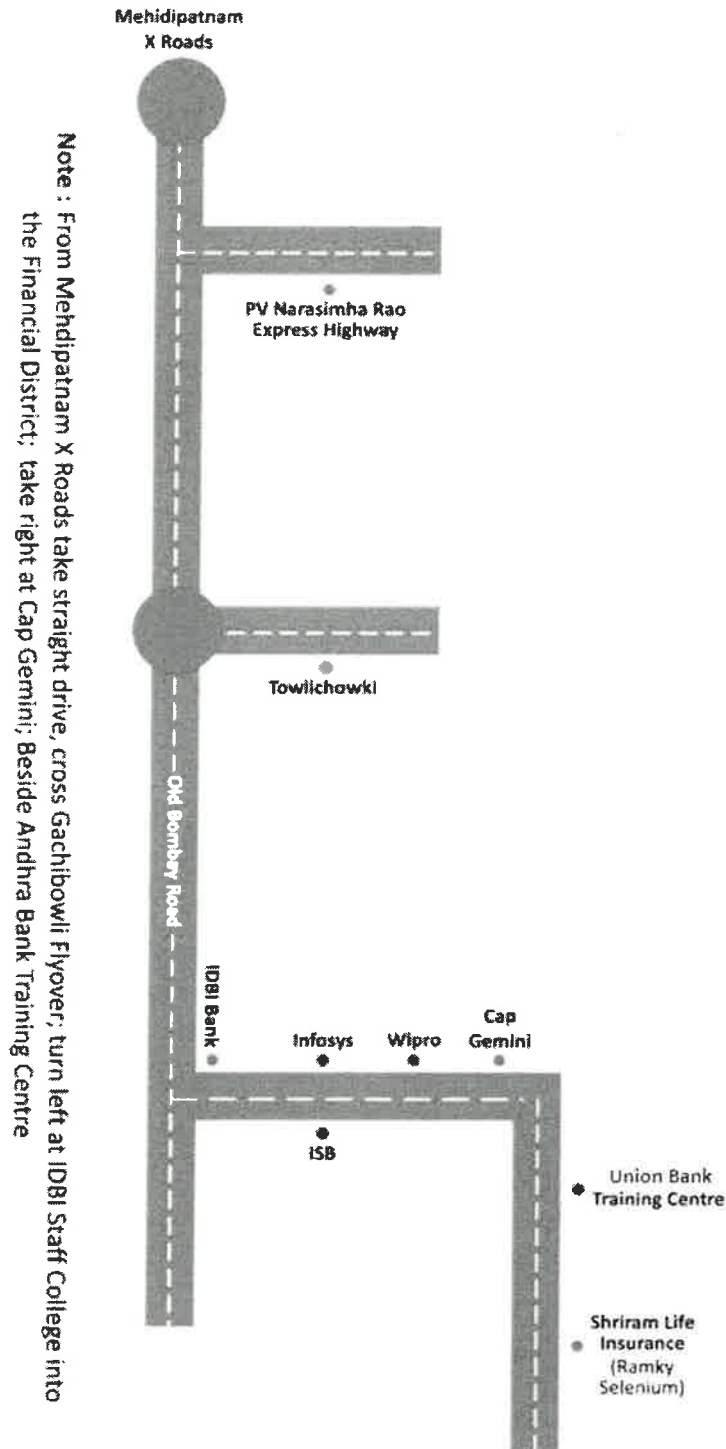 Mehidipatnam
X Roads
PV Narasimha Rao
Express Highway
Towlichowki
Old Bombay Road
IDBI Bank
Infosys
Wipro
Cap
Gemini
ISB
Union Bank
Training Centre
Shriram Life
Insurance
(Ramky
Selenium)
Note : From Mehdipatnam X Roads take straight drive, cross Gachibowli Flyover; turn left at IDBI Staff College into
the Financial District; take right at Cap Gemini; Beside Andhra Bank Training Centre